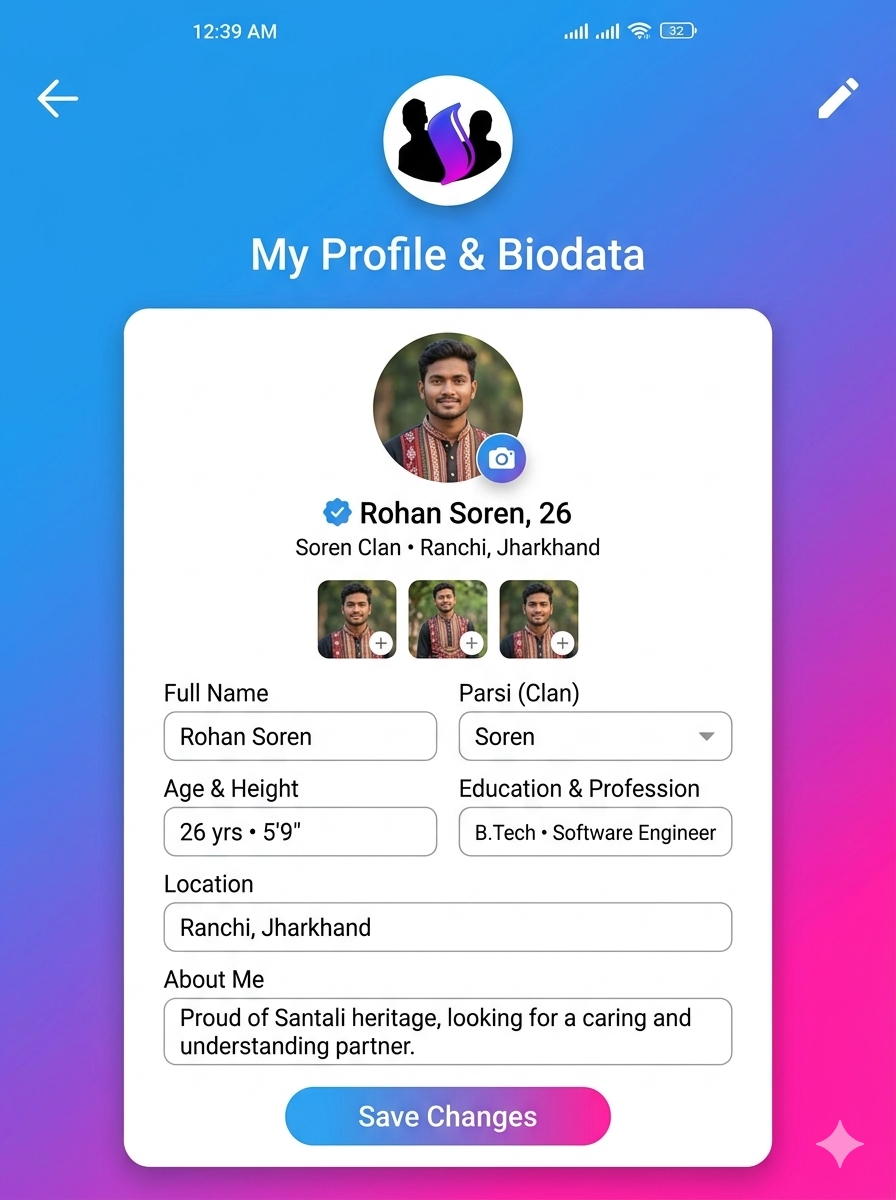 12:39 AM
32
My Profile & Biodata
Rohan Soren, 26
Soren Clan • Ranchi, Jharkhand
Full Name
Parsi (Clan)
Rohan Soren
Soren
Age & Height
Education & Profession
26 yrs • 5'9"
B.Tech • Software Engineer
Location
Ranchi, Jharkhand
About Me
Proud of Santali heritage, looking for a caring and
understanding partner.
Save Changes